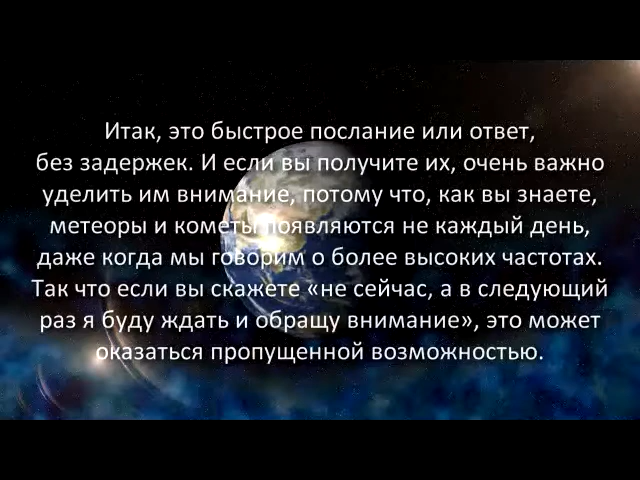 Итак, это быстрое послание или ответ,
без задержек. И если вы получите их, очень важно
уделить им внимание, потому что, как вы знаете,
метеоры и кометы появляются не каждый день,
даже когда мы говорим о более высоких частотах.
Так что если вы скажете «не сейчас, а в следующий
раз я буду ждать и обращу внимание», это может
оказаться пропущенной возможностью.